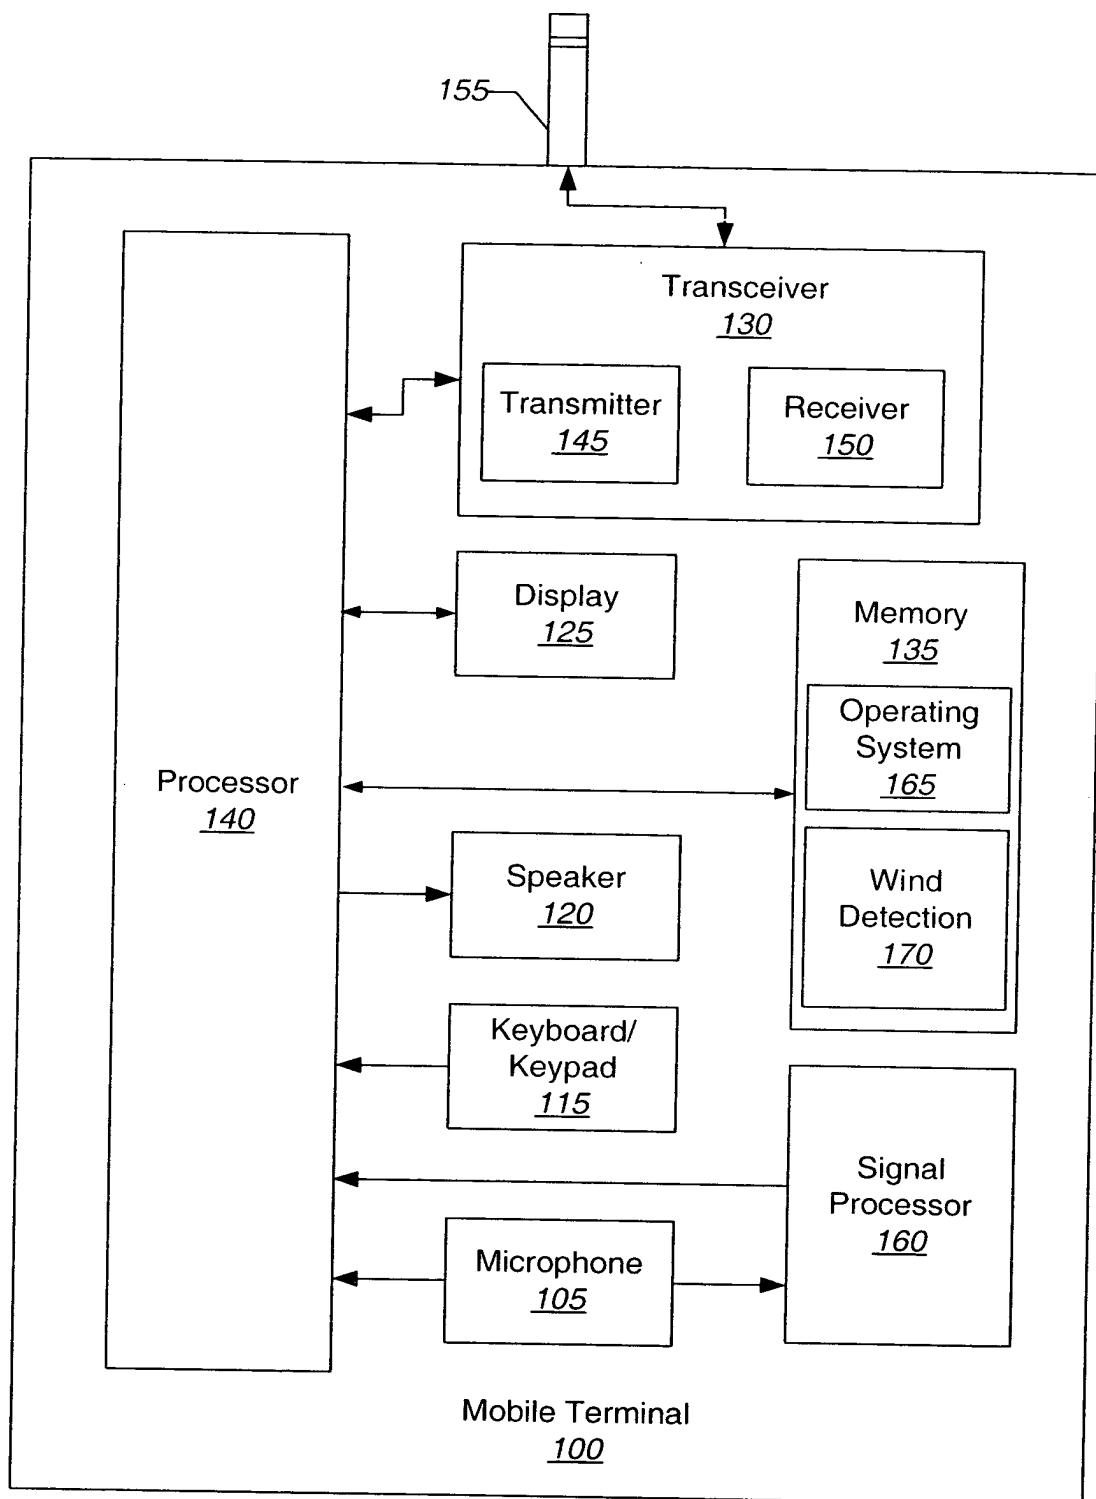 155
Transceiver
130
Transmitter
145
Receiver
150
Display
125
Memory
135
Operating
System
165
Processor
140
Speaker
120
Wind
Detection
170
Keyboard/
Keypad
115
Signal
Processor
160
Microphone
105
Mobile Terminal
100